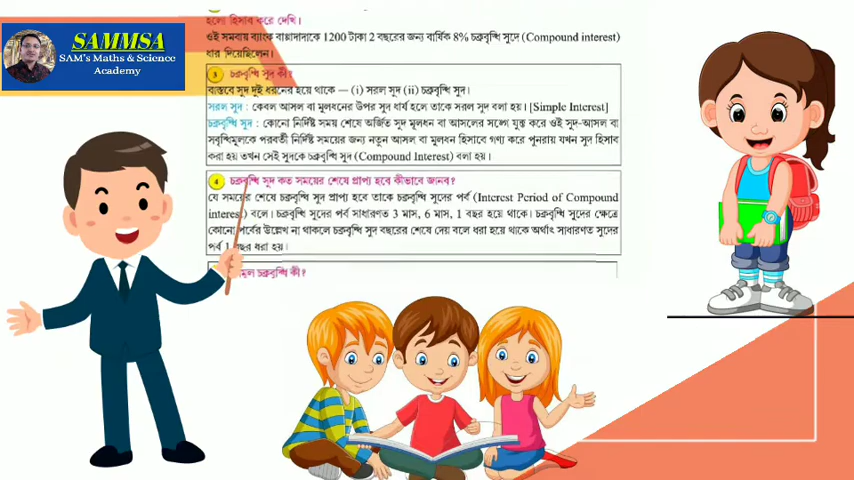 SAMMSA
SAM's Maths & Science
Academy
হলো হিসাব করে দেখি।
ওই সমবায় ব্যাংক বাপ্পাদাদাকে 1200 টাকা 2 বছরের জন্য বার্ষিক 8% চক্রবৃদ্ধি সুদে (Compound interest)
ধার দিয়েছিলেন।
3 চক্রবৃদ্ধি সুদ কী?
বাস্তবে সুদ দুই ধরনের হয়ে থাকে — (i) সরল সুদ (ii) চক্রবৃদ্ধি সুদ।
সরল সুদ : কেবল আসল বা মূলধনের উপর সুদ ধার্য হলে তাকে সরল সুদ বলা হয়। [Simple Interest]
চক্রবৃদ্ধি সুদ : কোনো নির্দিষ্ট সময় শেষে অর্জিত সুদ মূলধন বা আসলের সঙ্গে যুক্ত করে ওই সুদ-আসল বা
সবৃদ্ধিমূলকে পরবর্তী নির্দিষ্ট সময়ের জন্য নতুন আসল বা মূলধন হিসাবে গণ্য করে পুনরায় যখন সুদ হিসাব
করা হয় তখন সেই সুদকে চক্রবৃদ্ধি সুদ (Compound Interest) বলা হয়।
4 চক্রবৃদ্ধি সুদ কত সময়ের শেষে প্রাপ্য হবে কীভাবে জানব?
যে সময়ের শেষে চক্রবৃদ্ধি সুদ প্রাপ্য হবে তাকে সুদের পর্ব (Interest Period of Compound
interest) বলে। চক্রবৃদ্ধি সুদের পর্ব সাধারণত 3 মাস, 6 মাস, 1 বছর হয়ে থাকে। চক্রবৃদ্ধি সুদের ক্ষেত্রে
কোনো পর্বের উল্লেখ না থাকলে চক্রবৃদ্ধি সুদ বছরের শেষে দেয় বলে ধরা হয়ে থাকে অর্থাৎ সাধারণত সুদের
পর্ব 1 বছর ধরা হয়।
চক্রবৃদ্ধি কী?